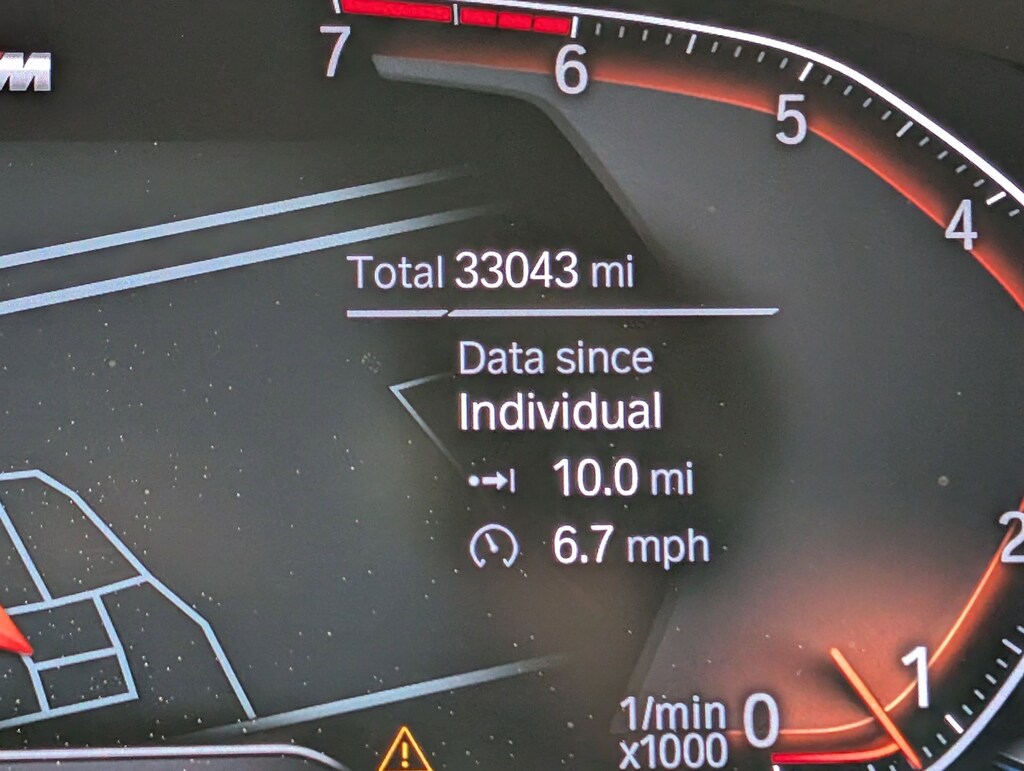 M
7
6
5
4
Total 33043 mi
Data since
Individual
10.0 mi
6.7 mph
2
1
1/min 0
x1000